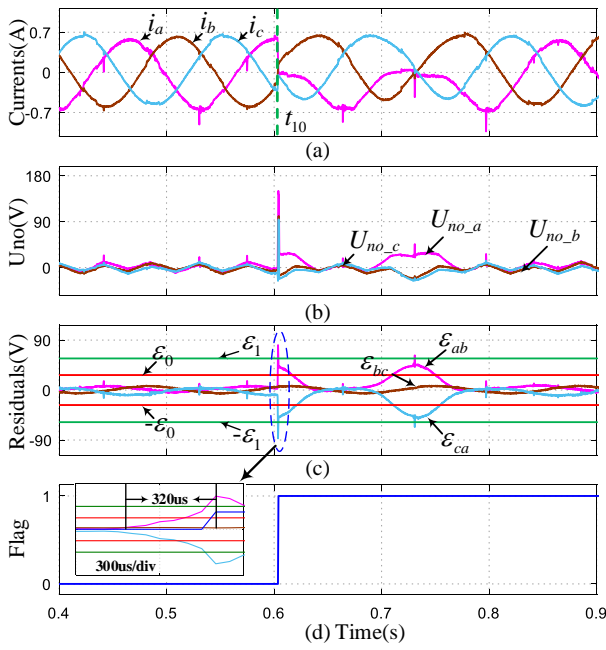 Currents(A)
0.7
0
-0.7
i_a
i_b
i_c
t_10
(a)
Uno(V)
180
90
0
U_no_c
U_no_a
U_no_b
(b)
Residuals(V)
90
0
-90
ε_0
ε_1
ε_bc
ε_ab
-ε_0
-ε_1
ε_ca
(c)
Flag
1
0
320us
300us/div
0.4 0.5 0.6 0.7 0.8 0.9
(d) Time(s)